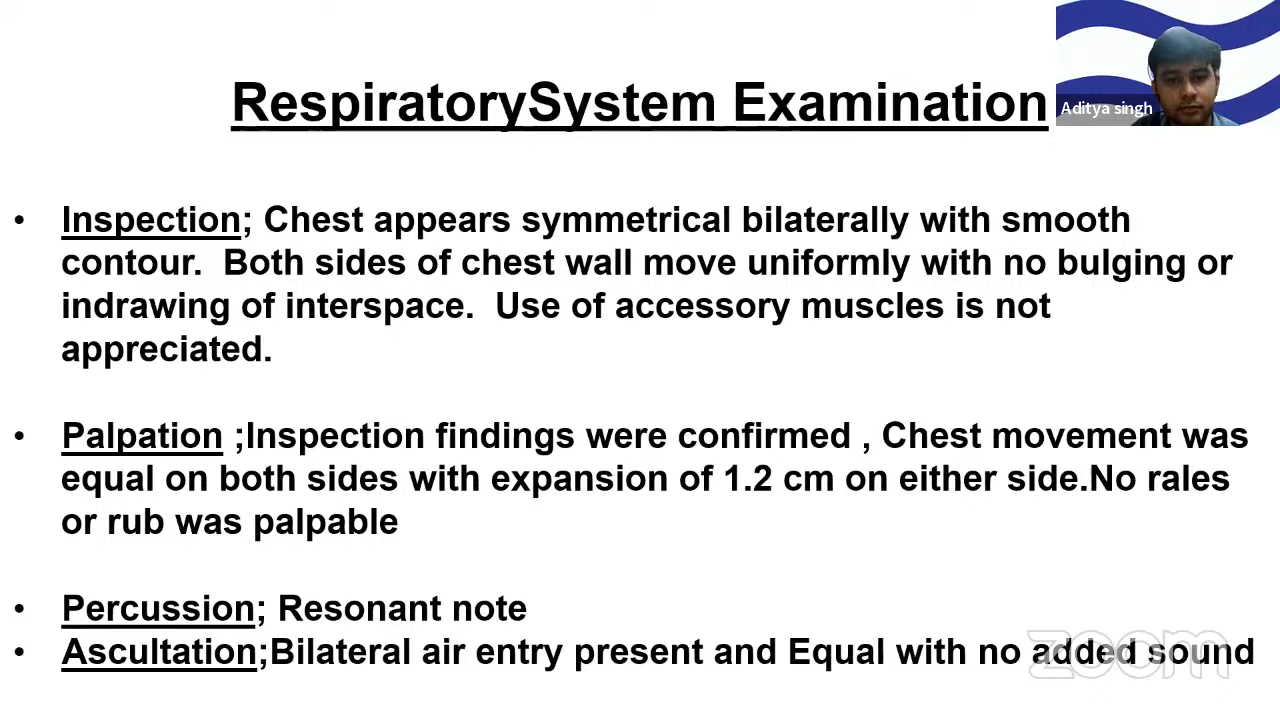 RespiratorySystem Examination
Aditya singh
• Inspection; Chest appears symmetrical bilaterally with smooth
contour.  Both sides of chest wall move uniformly with no bulging or
indrawing of interspace.  Use of accessory muscles is not
appreciated.
• Palpation ;Inspection findings were confirmed , Chest movement was
equal on both sides with expansion of 1.2 cm on either side.No rales
or rub was palpable
• Percussion; Resonant note
• Ascultation;Bilateral air entry present and Equal with no added sound
zoom